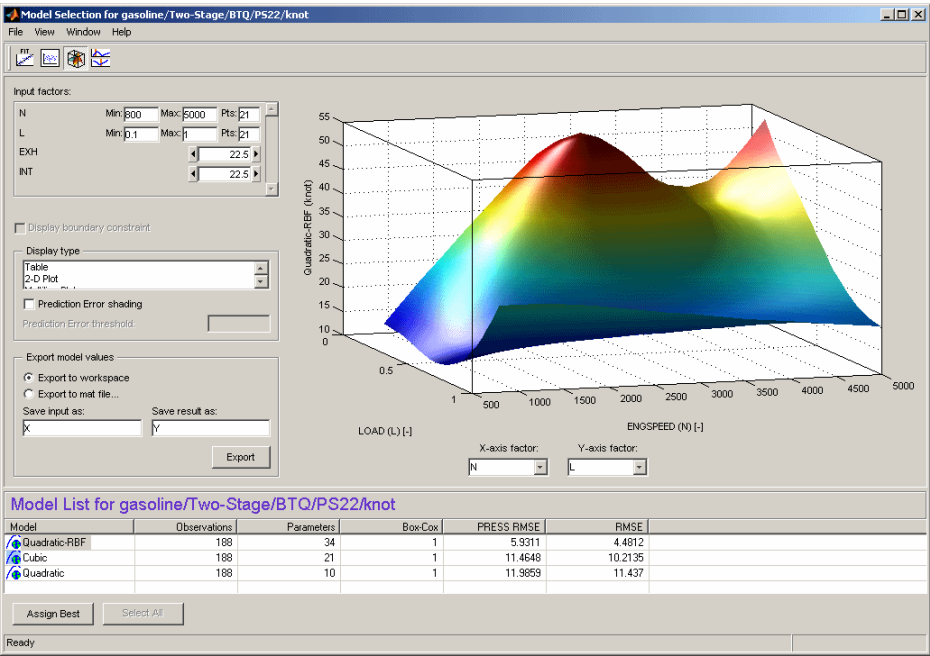 Model Selection for gasoline/Two-Stage/BTQ/PS22/knot
File View Window Help
FIT
Input factors:
N Min: 800 Max: 5000 Pts: 21
L Min: 0.1 Max: 1 Pts: 21
EXH 22.5
INT 22.5
Display boundary constraint
Display type
Table
2-D Plot
Prediction Error shading
Prediction Error threshold:
Export model values
Export to workspace
Export to mat file...
Save input as: Save result as:
X Y
Export
55
50
45
40
35
30
25
20
15
10
Quadratic-RBF (knot)
0
0.5
1
LOAD (L) [-]
500 1000 1500 2000 2500 3000 3500 4000 4500 5000
ENGSPEED (N) [-]
X-axis factor: Y-axis factor:
N L
Model List for gasoline/Two-Stage/BTQ/PS22/knot
Model Observations Parameters Box-Cox PRESS RMSE RMSE
Quadratic-RBF 188 34 1 5.9311 4.4812
Cubic 188 21 1 11.4648 10.2135
Quadratic 188 10 1 11.9859 11.437
Assign Best Select All
Ready